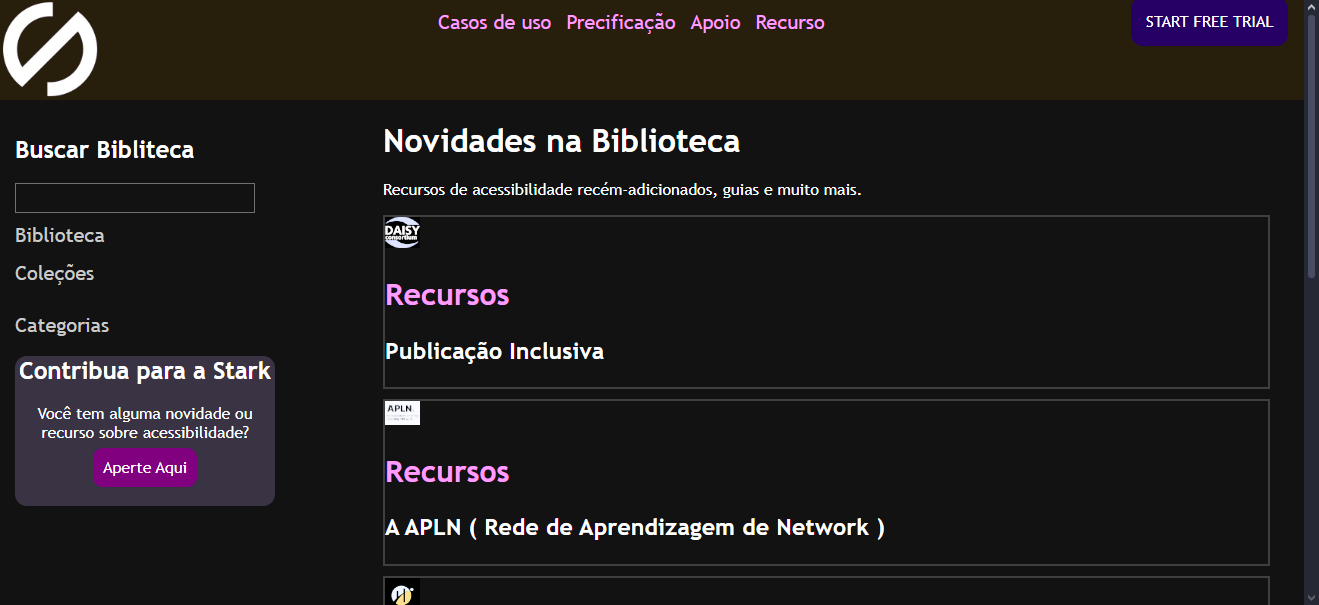 Casos de uso Precificação Apoio Recurso
START FREE TRIAL
Buscar Bibliteca
Biblioteca
Coleções
Categorias
Contribua para a Stark
Você tem alguma novidade ou
recurso sobre acessibilidade?
Aperte Aqui
Novidades na Biblioteca
Recursos de acessibilidade recém-adicionados, guias e muito mais.
DAISY
consortium
Recursos
Publicação Inclusiva
APLN
Recursos
A APLN ( Rede de Aprendizagem de Network )